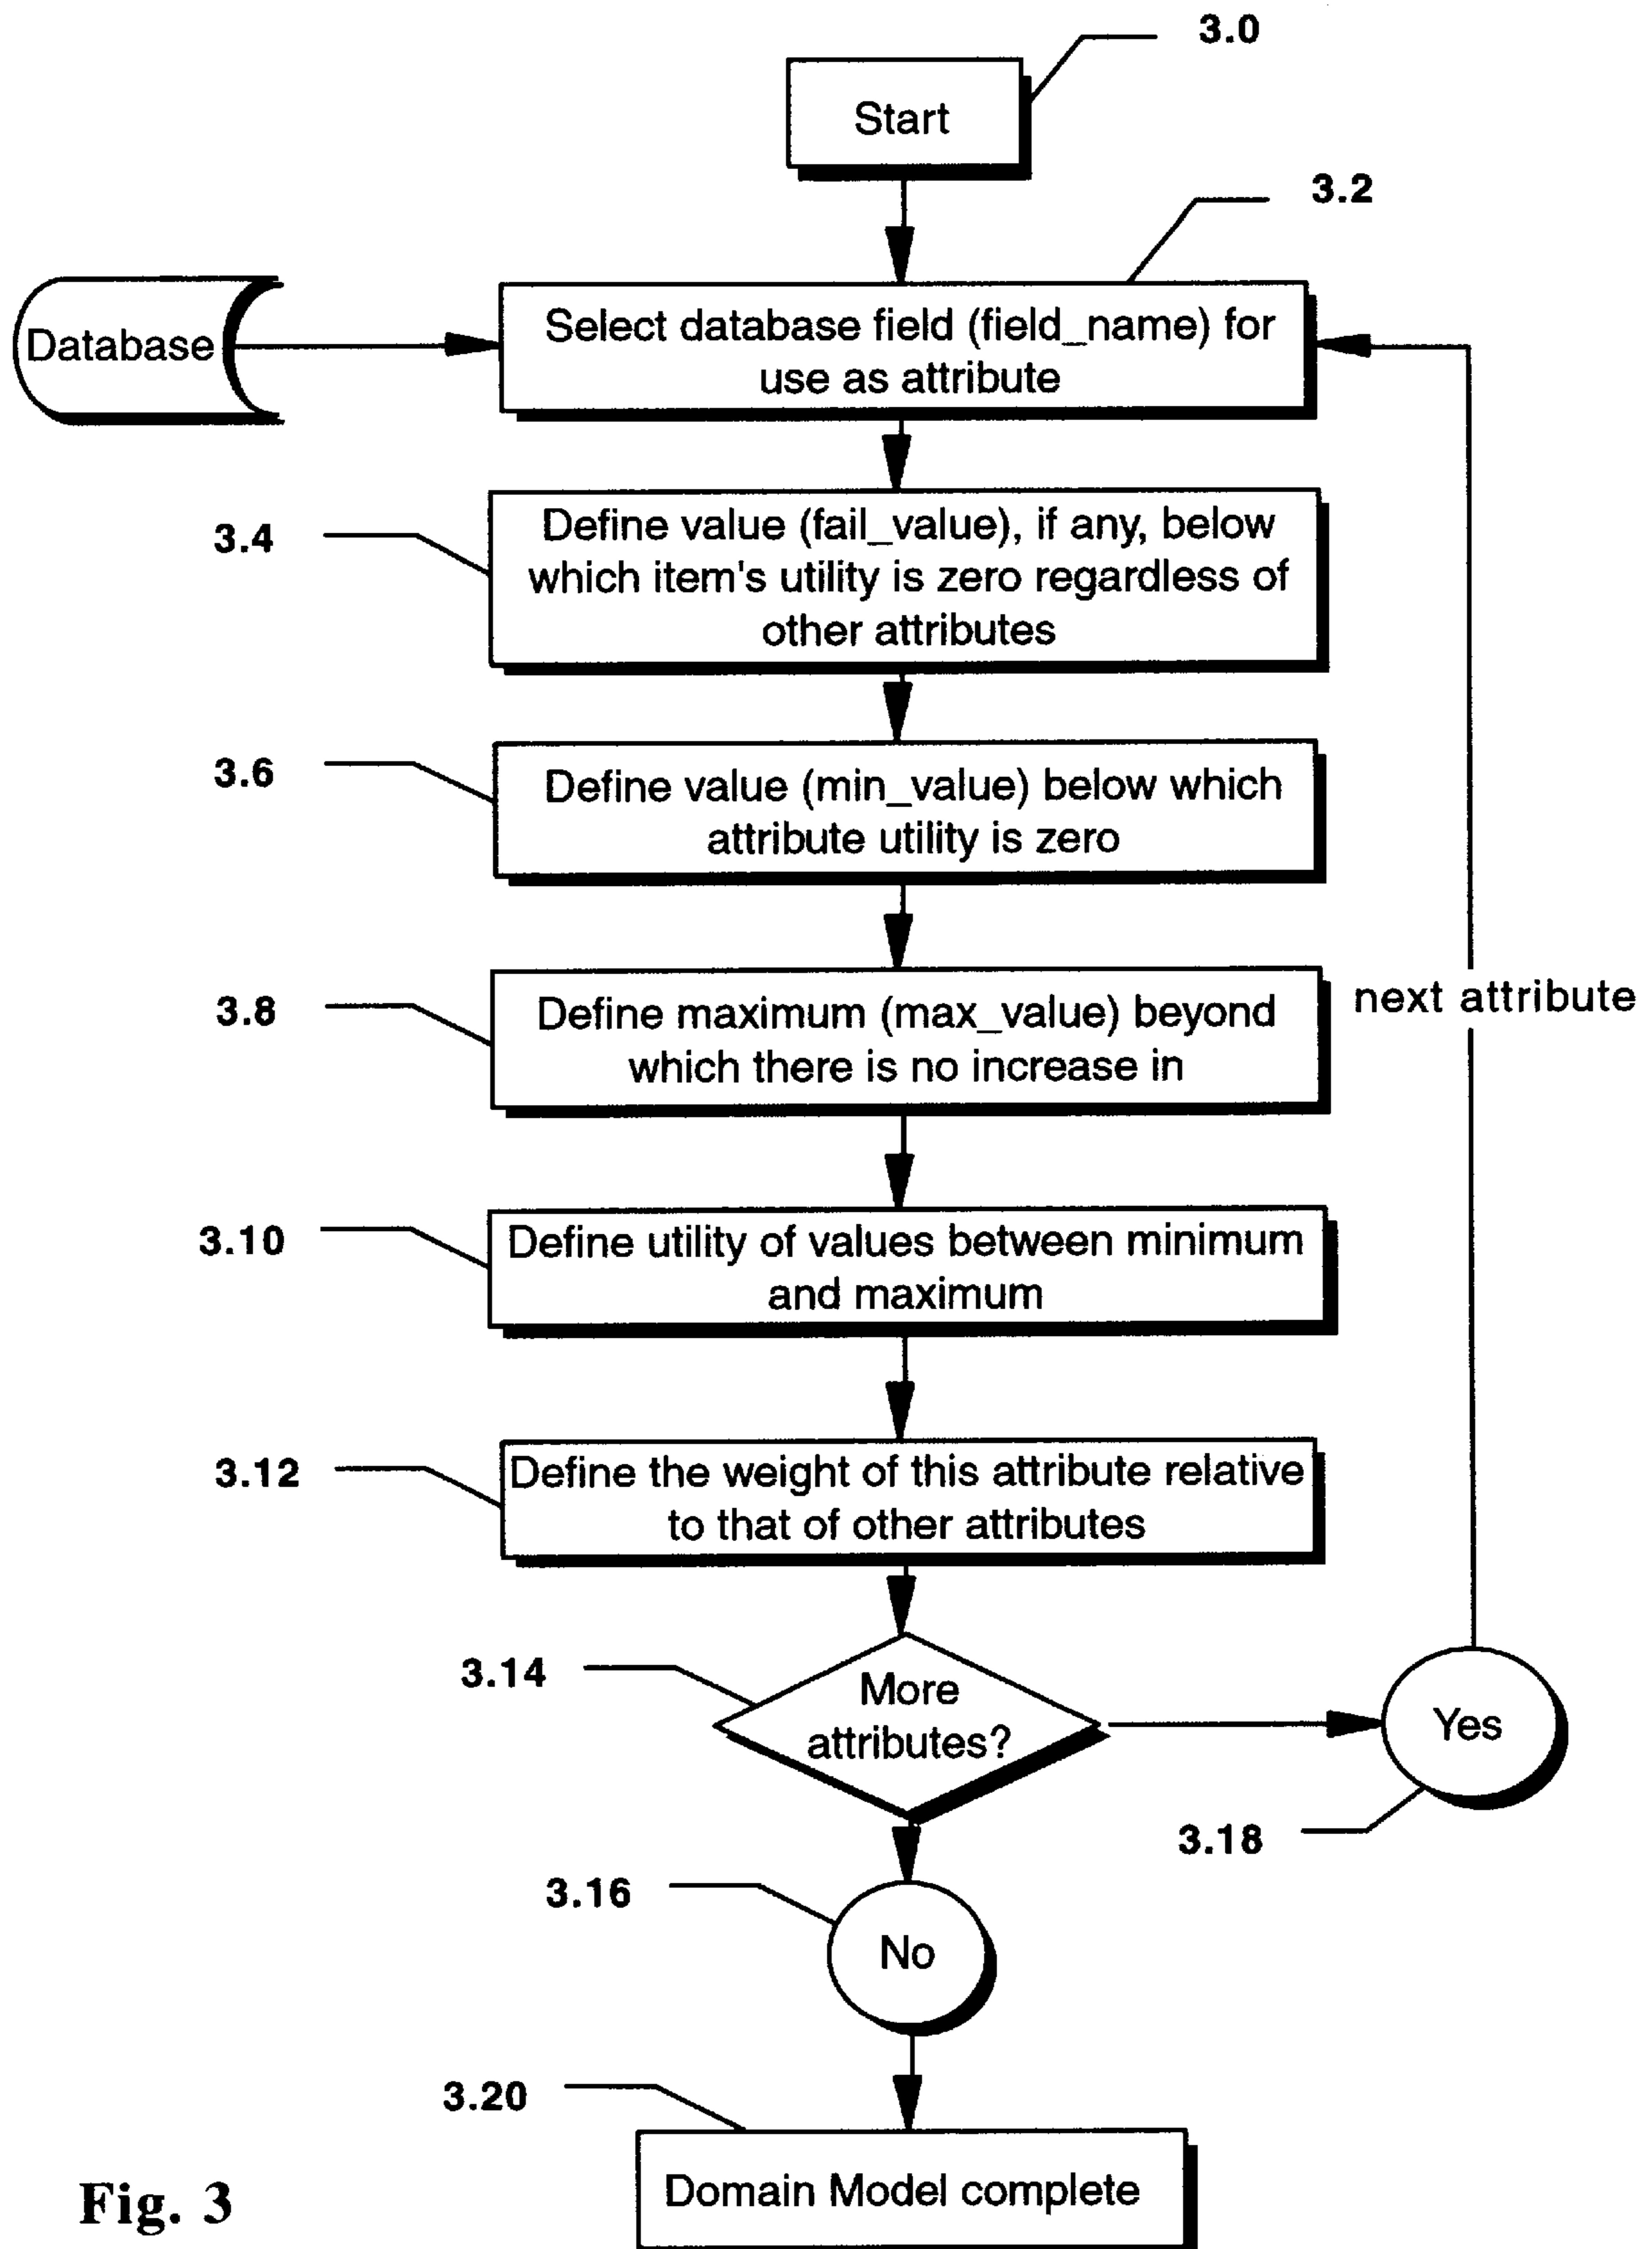 3.0
Start
3.2
Database
Select database field (field_name) for
use as attribute
3.4
Define value (fail_value), if any, below
which item's utility is zero regardless of
other attributes
3.6
Define value (min_value) below which
attribute utility is zero
3.8
Define maximum (max_value) beyond
which there is no increase in
next attribute
3.10
Define utility of values between minimum
and maximum
3.12
Define the weight of this attribute relative
to that of other attributes
3.14
More
attributes?
Yes
3.18
3.16
No
3.20
Domain Model complete
Fig. 3